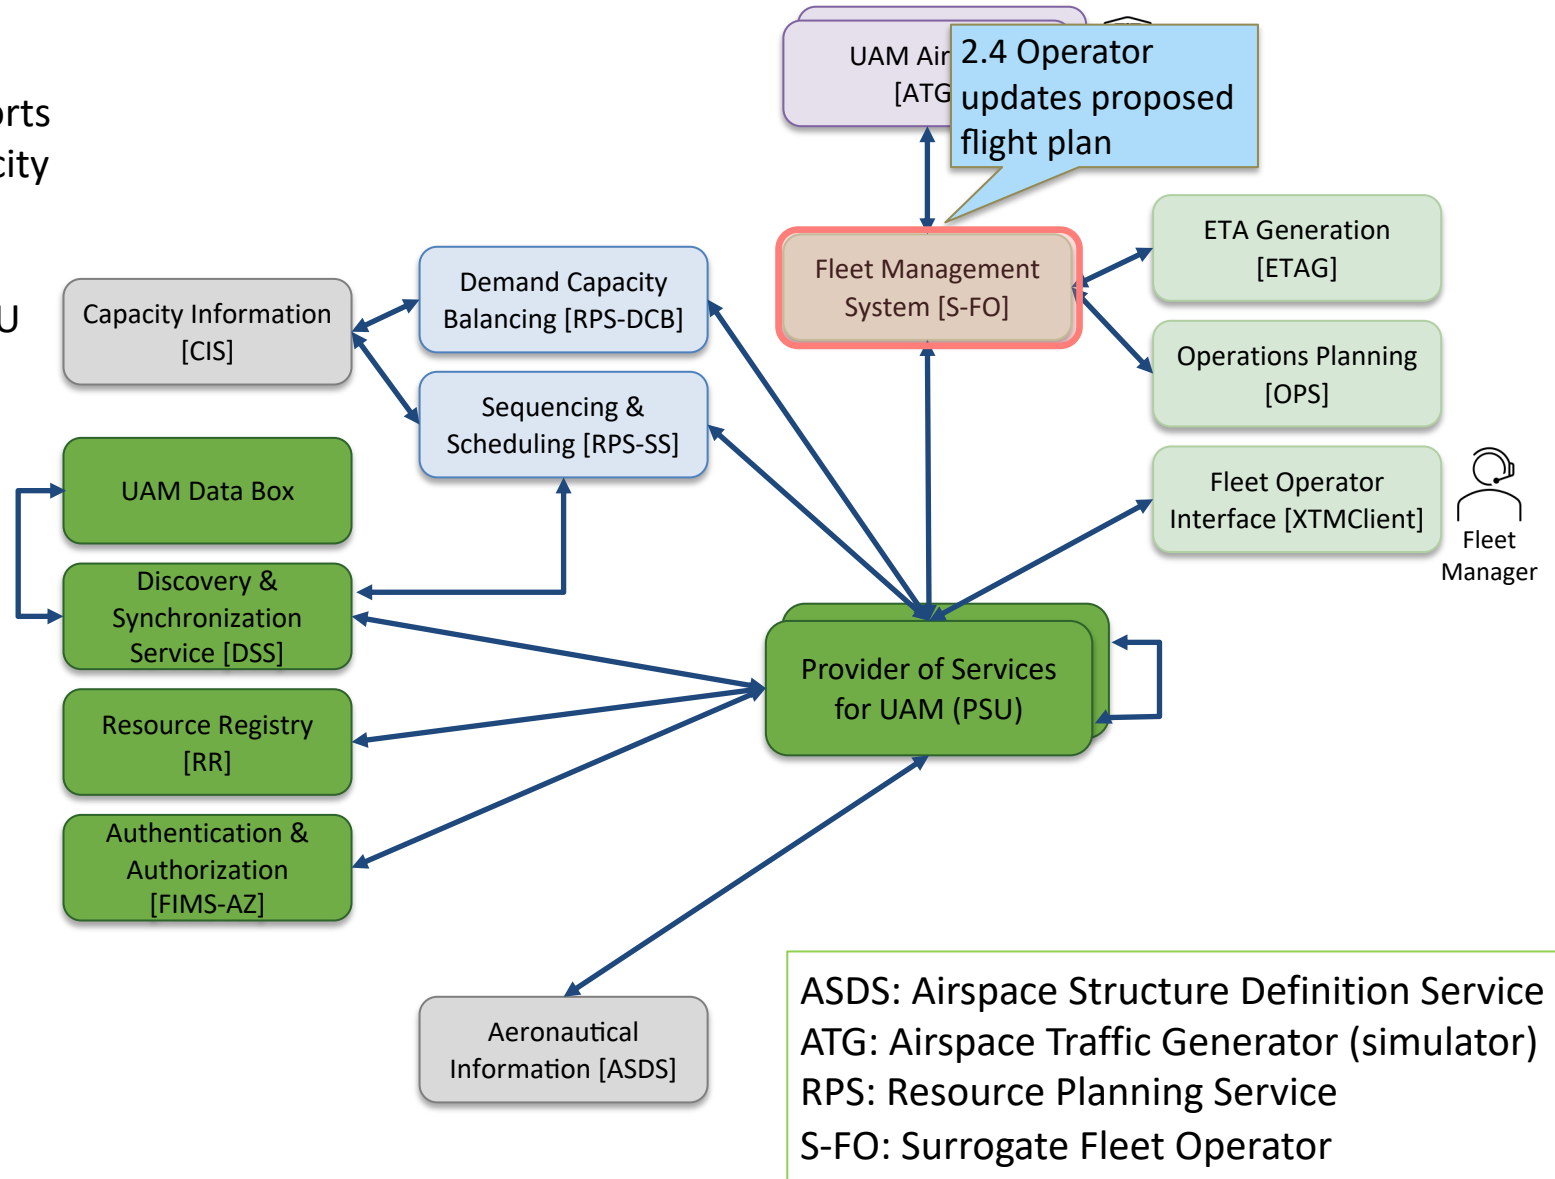 UAM Air
[ATG
2.4 Operator
updates proposed
flight plan
city
U
ETA Generation
[ETAG]
Demand Capacity
Balancing [RPS-DCB]
Fleet Management
System [S-FO]
Capacity Information
[CIS]
Operations Planning
[OPS]
Sequencing &
Scheduling [RPS-SS]
UAM Data Box
Fleet Operator
Interface [XTMClient]
Fleet
Manager
Discovery &
Synchronization
Service [DSS]
Provider of Services
for UAM (PSU)
Resource Registry
[RR]
Authentication &
Authorization
[FIMS-AZ]
Aeronautical
Information [ASDS]
ASDS: Airspace Structure Definition Service
ATG: Airspace Traffic Generator (simulator)
RPS: Resource Planning Service
S-FO: Surrogate Fleet Operator